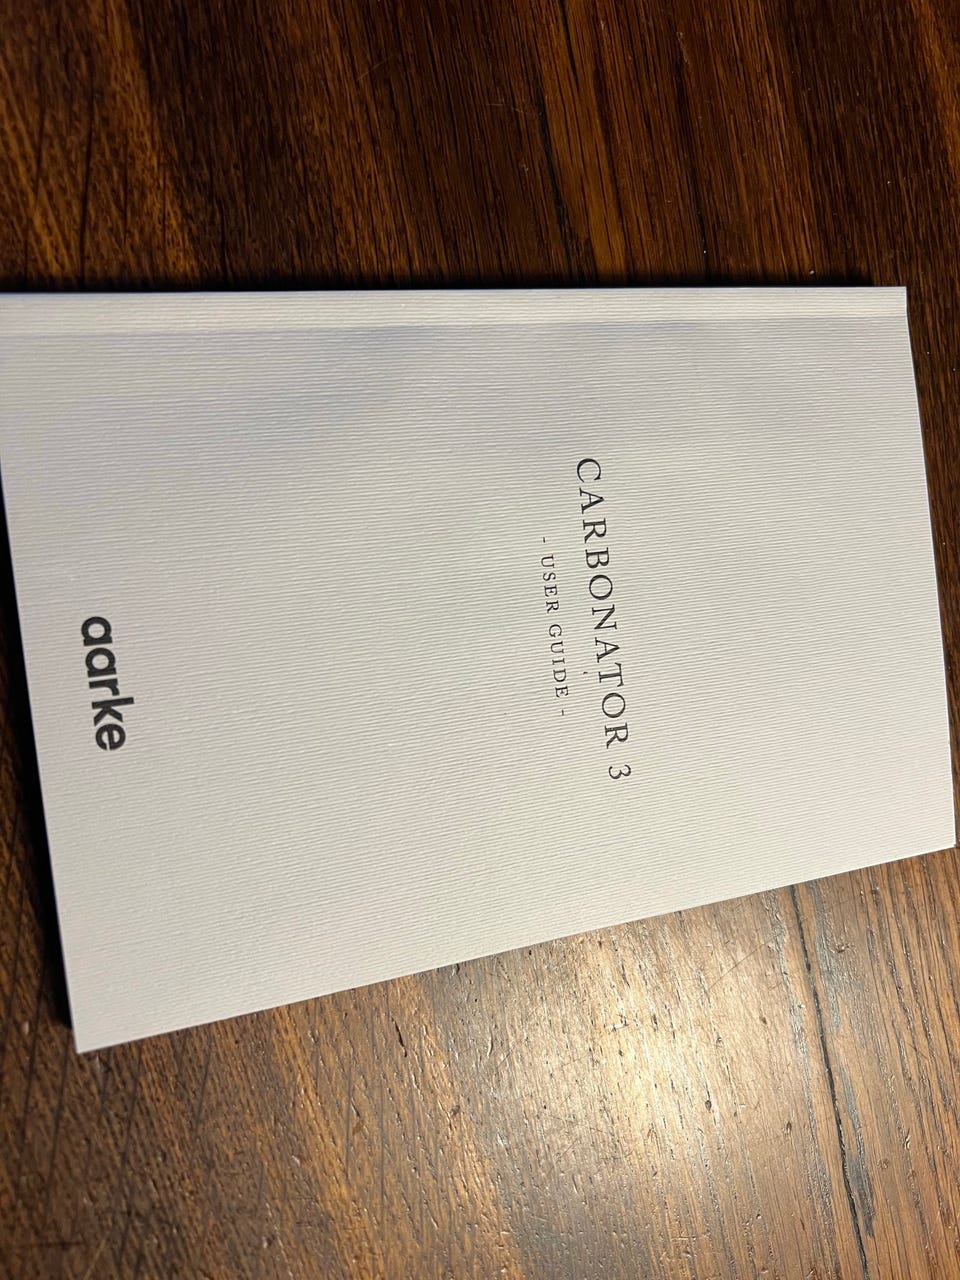 CARBONATOR 3
- USER GUIDE -
aarke